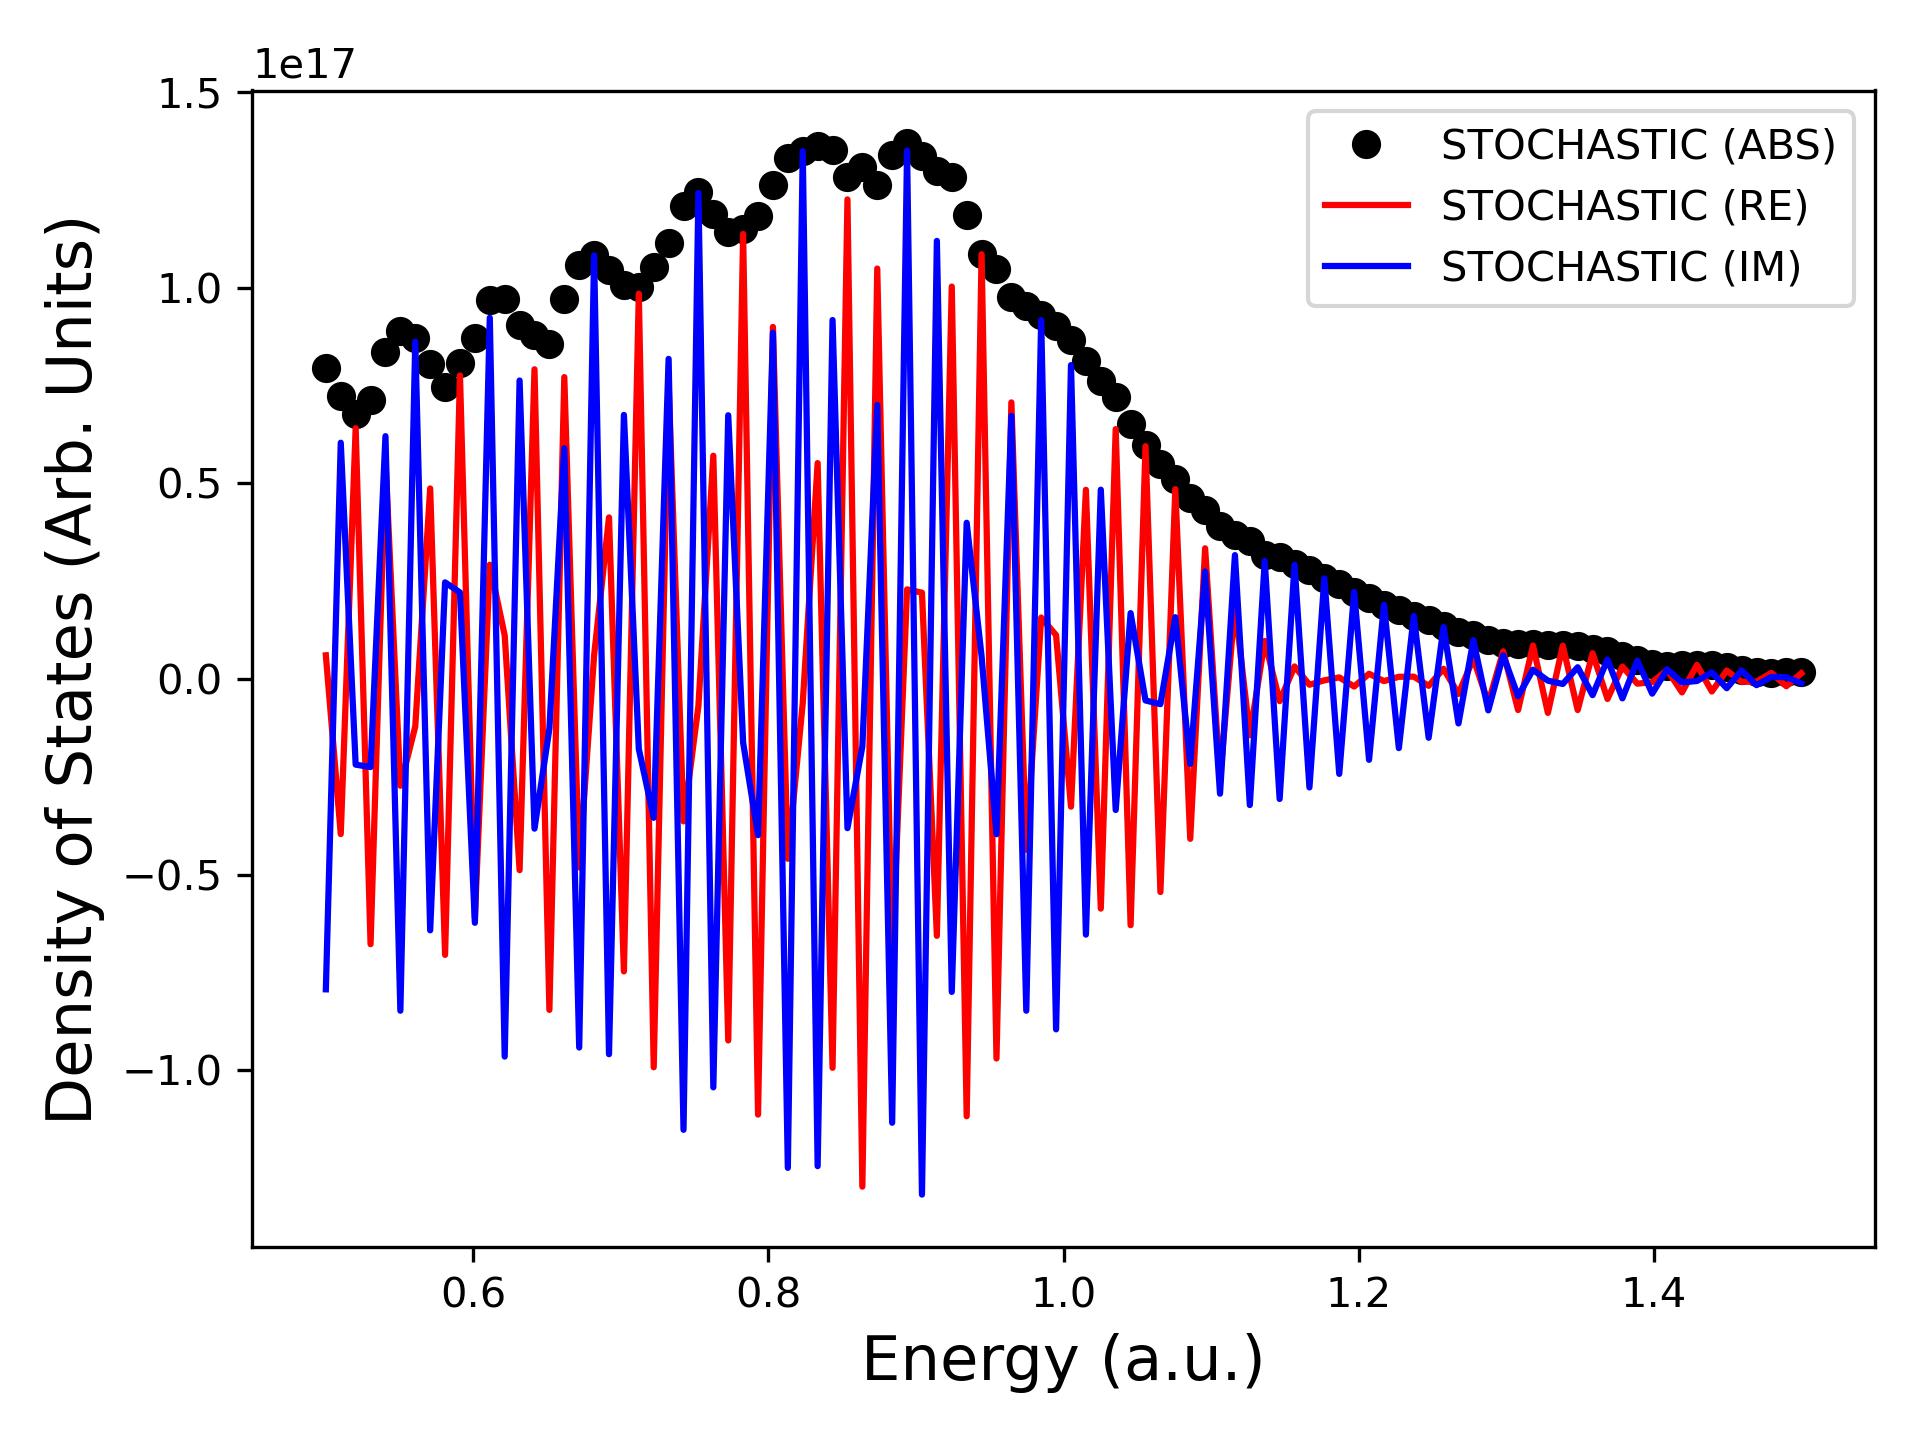 1e17
1.5
1.0
0.5
0.0
−0.5
−1.0
Density of States (Arb. Units)
STOCHASTIC (ABS)
STOCHASTIC (RE)
STOCHASTIC (IM)
0.6 0.8 1.0 1.2 1.4
Energy (a.u.)